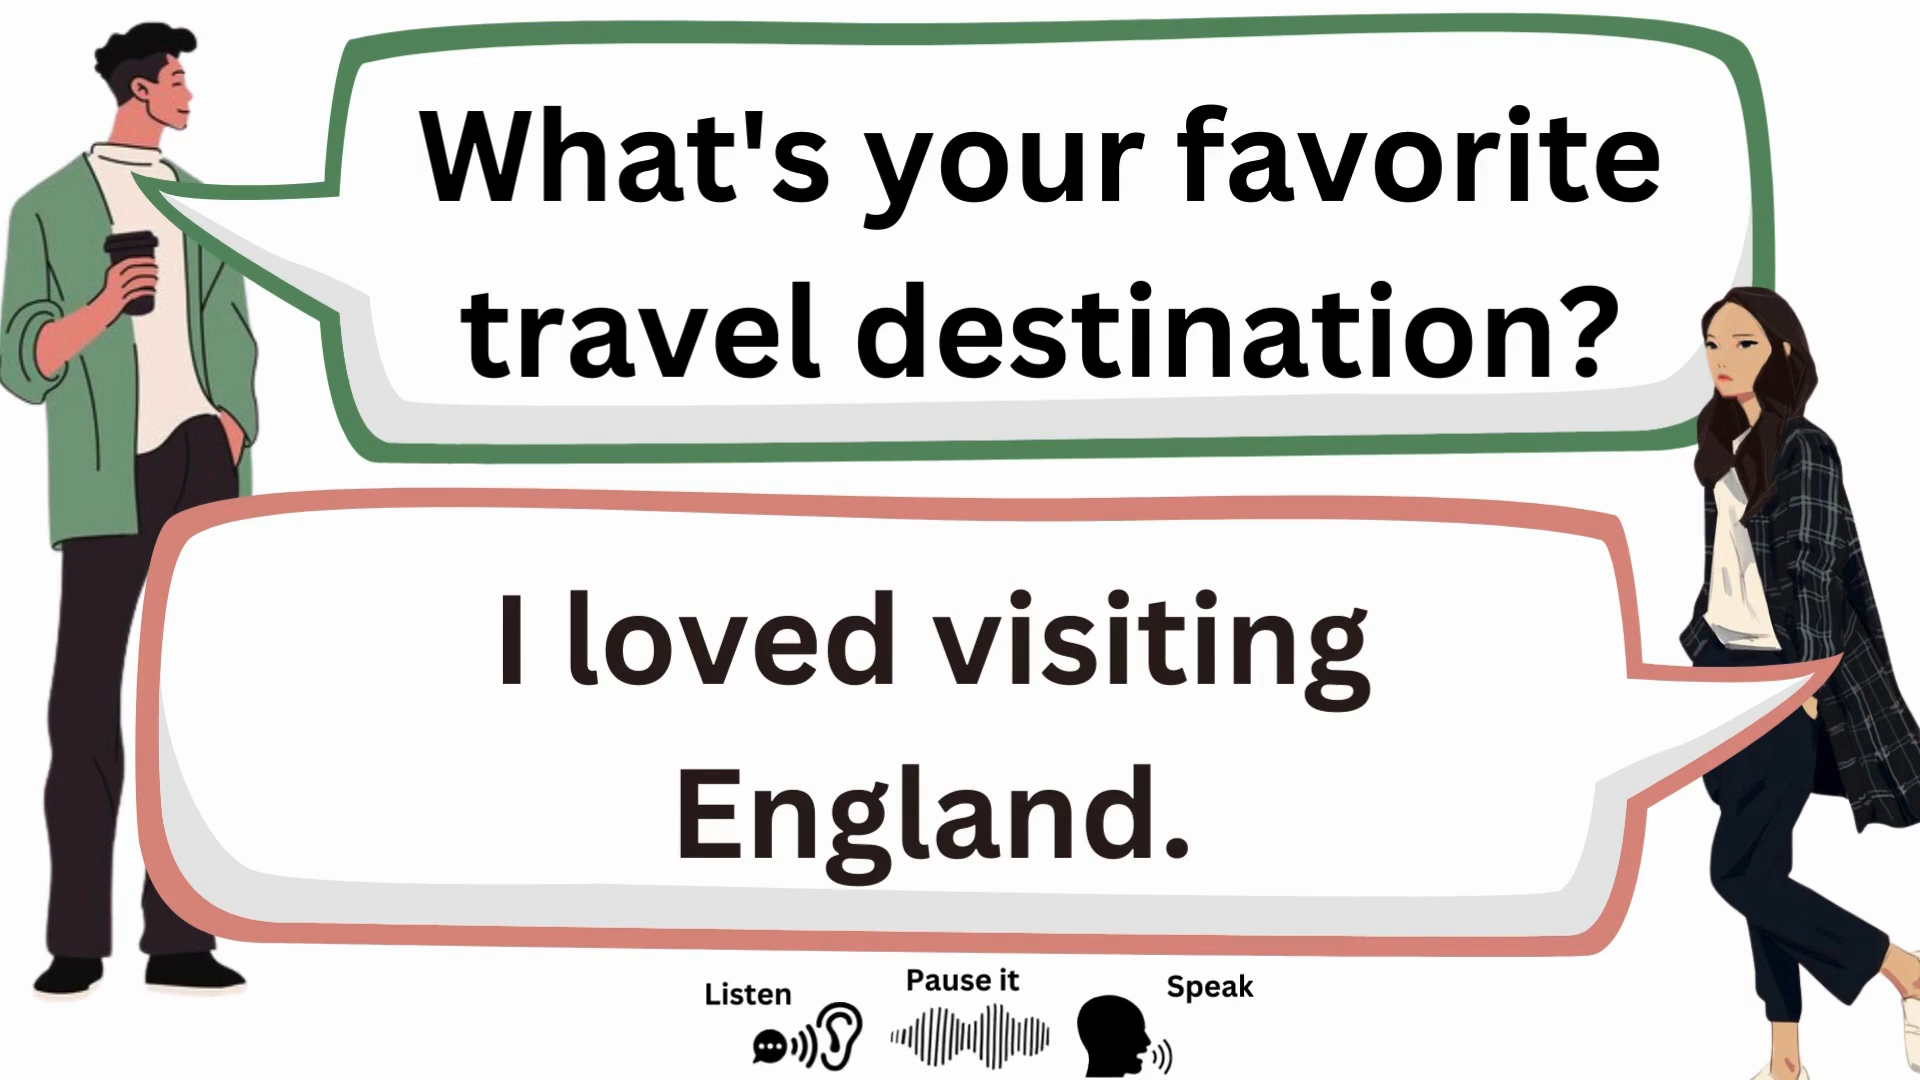 What's your favorite
travel destination?
I loved visiting
England.
Listen
Pause it
Speak